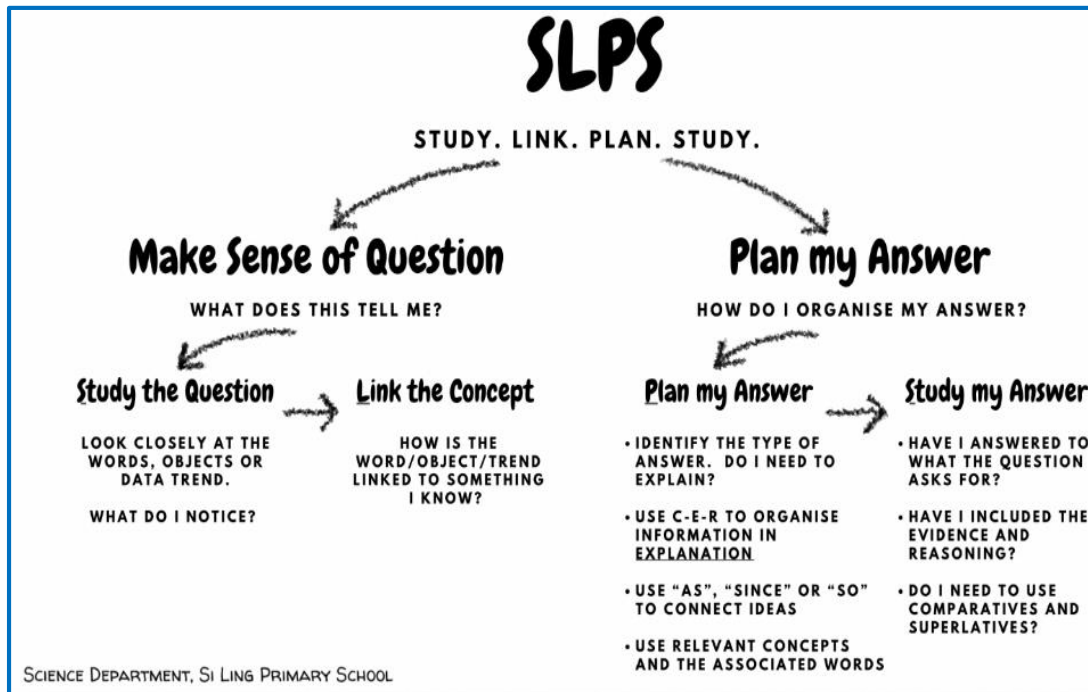 SLPS
STUDY. LINK. PLAN. STUDY.
Make Sense of Question
WHAT DOES THIS TELL ME?
Study the Question
LOOK CLOSELY AT THE
WORDS, OBJECTS OR
DATA TREND.
WHAT DO I NOTICE?
Link the Concept
HOW IS THE
WORD/OBJECT/TREND
LINKED TO SOMETHING
I KNOW?
Plan my Answer
HOW DO I ORGANISE MY ANSWER?
Plan my Answer
• IDENTIFY THE TYPE OF
ANSWER. DO I NEED TO
EXPLAIN?
• USE C-E-R TO ORGANISE
INFORMATION IN
EXPLANATION
• USE “AS”, “SINCE” OR “SO”
TO CONNECT IDEAS
• USE RELEVANT CONCEPTS
AND THE ASSOCIATED WORDS
Study my Answer
• HAVE I ANSWERED TO
WHAT THE QUESTION
ASKS FOR?
• HAVE I INCLUDED THE
EVIDENCE AND
REASONING?
• DO I NEED TO USE
COMPARATIVES AND
SUPERLATIVES?
SCIENCE DEPARTMENT, SI LING PRIMARY SCHOOL